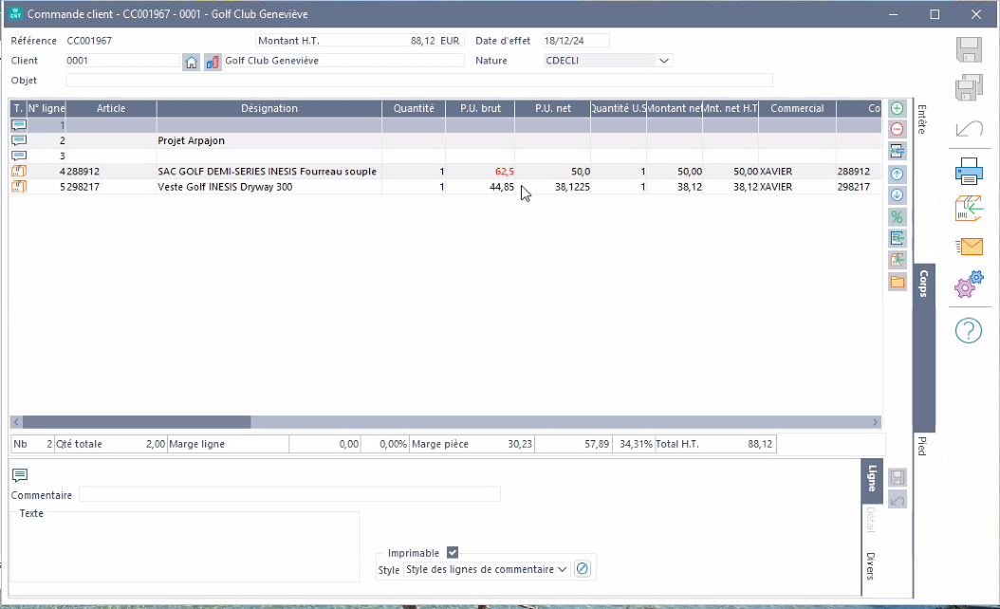 Commande client - CC001967 - 0001 - Golf Club Geneviève
Référence CC001967 Montant H.T. 88,12 EUR Date d'effet 18/12/24
Client 0001 Golf Club Geneviève Nature CDECLI
Objet
T. N° ligne Article Désignation Quantité P.U. brut P.U. net Quantité U.S Montant net Mnt. net H.T Commercial Co
1
2 Projet Arpajon
3
4 288912 SAC GOLF DEMI-SERIES INESIS Fourreau souple 1 62,5 50,0 1 50,00 50,00 XAVIER 288912
5 298217 Veste Golf INESIS Dryway 300 1 44,85 38,1225 1 38,12 38,12 XAVIER 298217
Entête
Corps
Pied
Nb 2 Qté totale 2,00 Marge ligne 0,00 0,00% Marge pièce 30,23 57,89 34,31% Total H.T. 88,12
Commentaire
Texte
Imprimable
Style Style des lignes de commentaire
Ligne
Détail
Divers